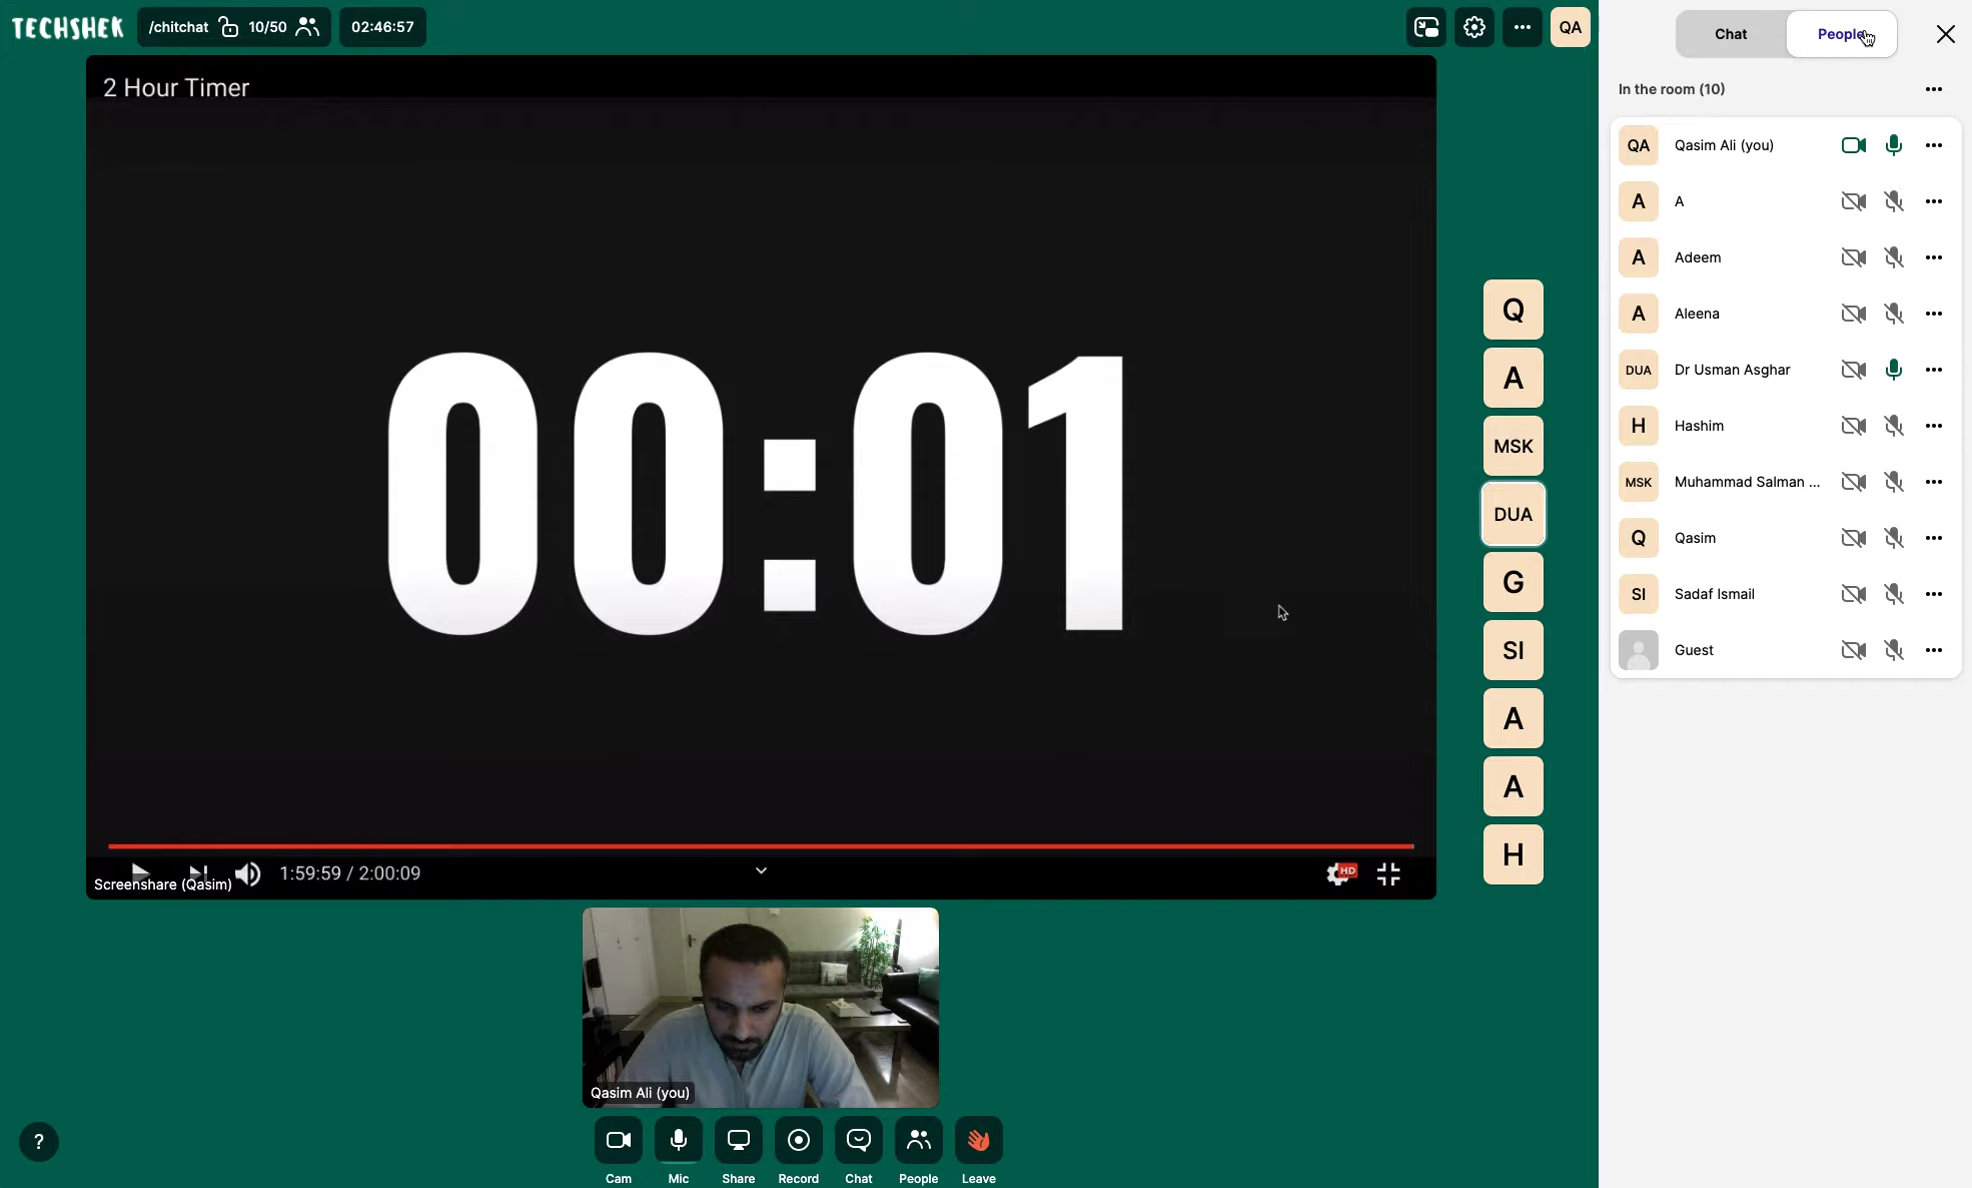 TECHSHEK
/chitchat 10/50
02:46:57
QA
2 Hour Timer
00:01
1:59:59 / 2:00:09
HD
Screenshare (Qasim)
Q
A
MSK
DUA
G
SI
A
A
H
Qasim Ali (you)
?
Cam
Mic
Share
Record
Chat
People
Leave
Chat
People
In the room (10)
QA Qasim Ali (you)
A A
A Adeem
A Aleena
DUA Dr Usman Asghar
H Hashim
MSK Muhammad Salman ...
Q Qasim
SI Sadaf Ismail
Guest